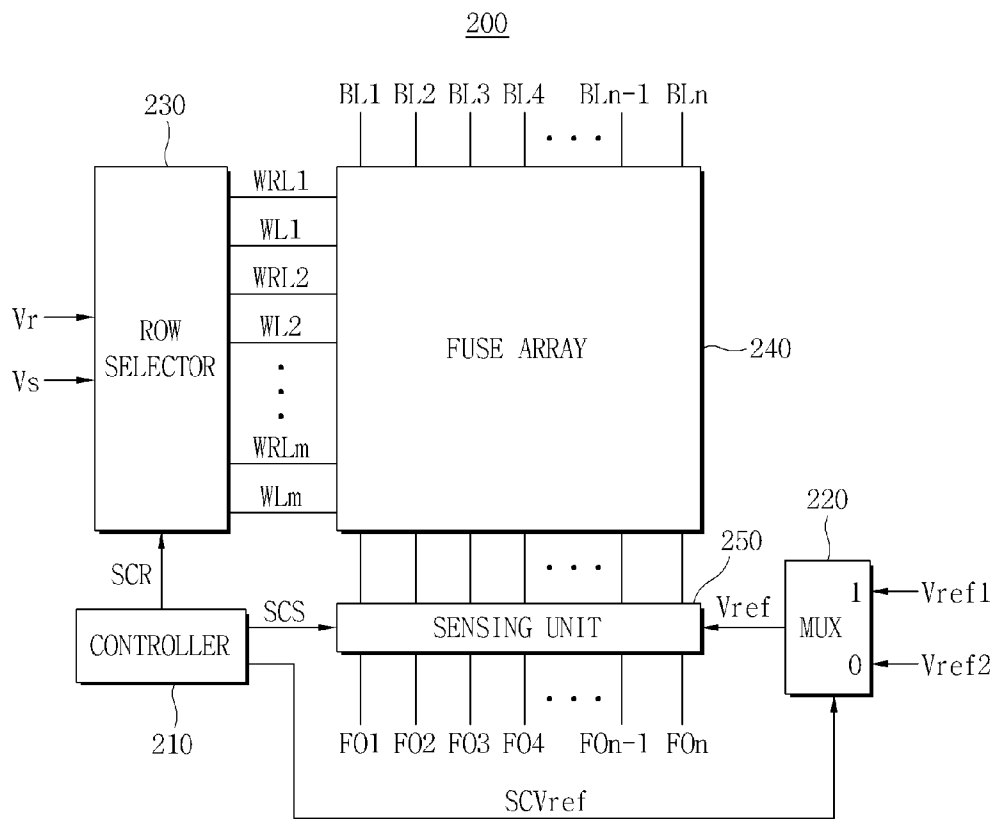 200
BL1 BL2 BL3 BL4 BLn-1 BLn
230
WRL1
WL1
WRL2
WL2
WRLm
WLm
Vr
Vs
ROW
SELECTOR
FUSE ARRAY
240
220
250
SCR
SCS
CONTROLLER
210
SENSING UNIT
Vref
1
MUX
0
Vref1
Vref2
FO1 FO2 FO3 FO4 FOn-1 FOn
SCVref